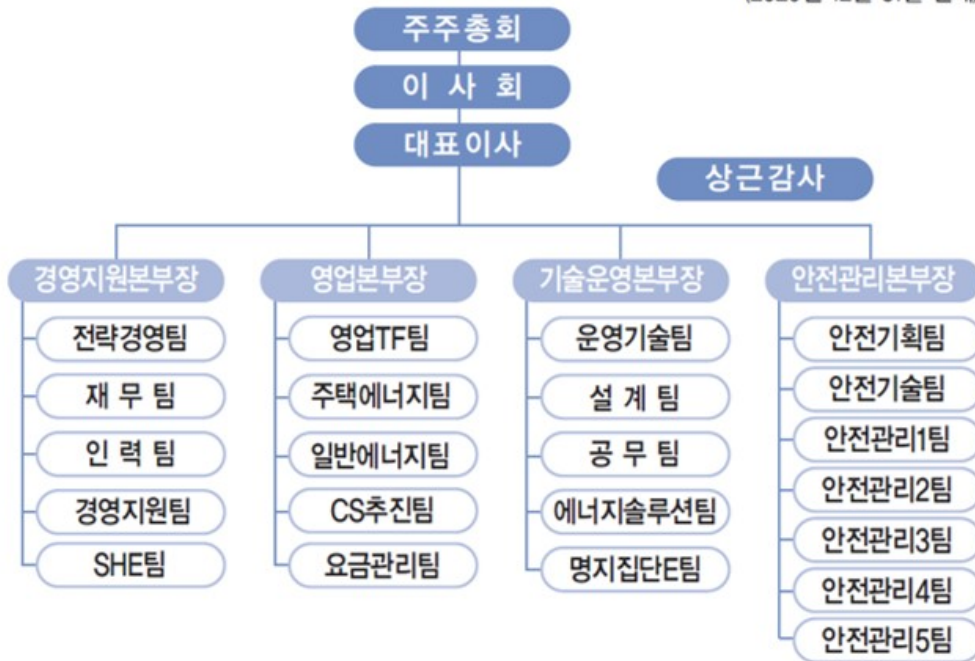 주주총회
이 사 회
대표이사
상근감사
경영지원본부장
전략경영팀
재 무 팀
인 력 팀
경영지원팀
SHE팀
영업본부장
영업TF팀
주택에너지팀
일반에너지팀
CS추진팀
요금관리팀
기술운영본부장
운영기술팀
설 계 팀
공 무 팀
에너지솔루션팀
명지집단E팀
안전관리본부장
안전기획팀
안전기술팀
안전관리1팀
안전관리2팀
안전관리3팀
안전관리4팀
안전관리5팀